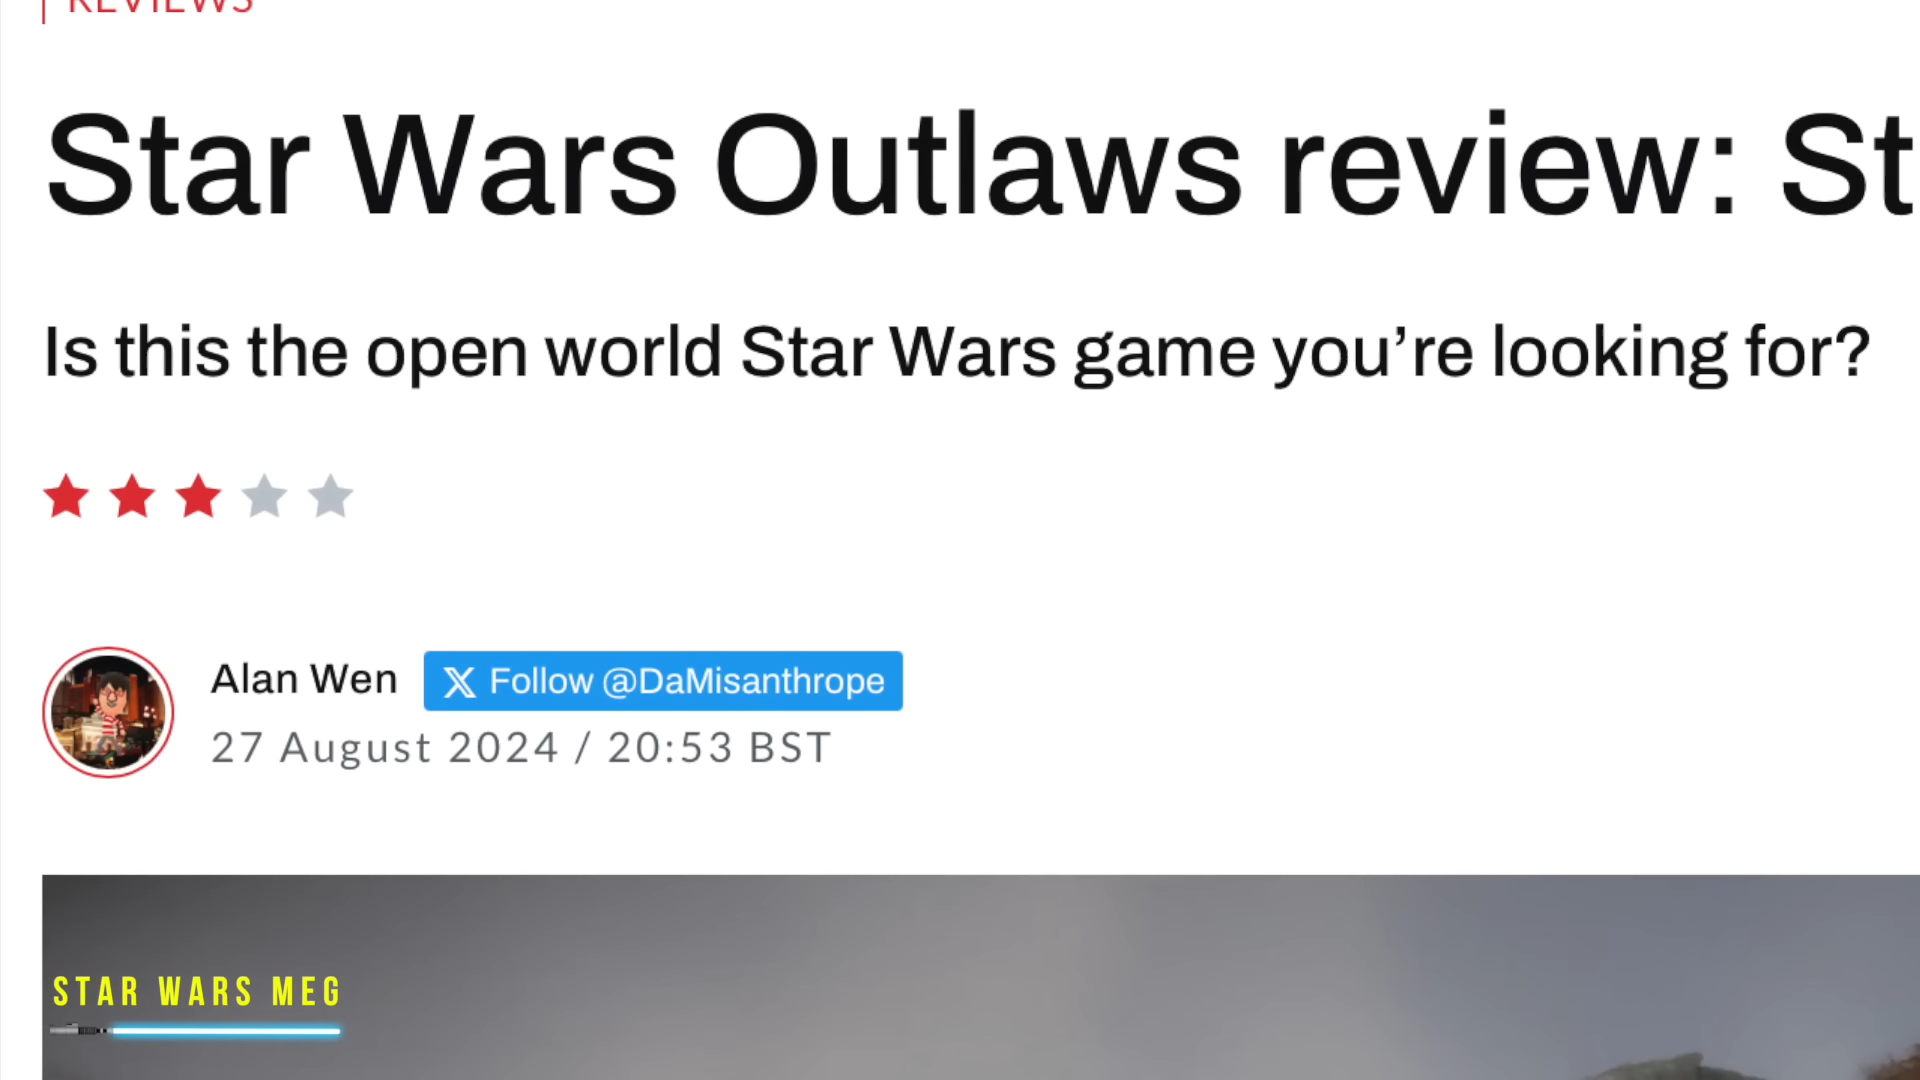 REVIEWS
Star Wars Outlaws review: St
Is this the open world Star Wars game you’re looking for?
Alan Wen
Follow @DaMisanthrope
27 August 2024 / 20:53 BST
STAR WARS MEG